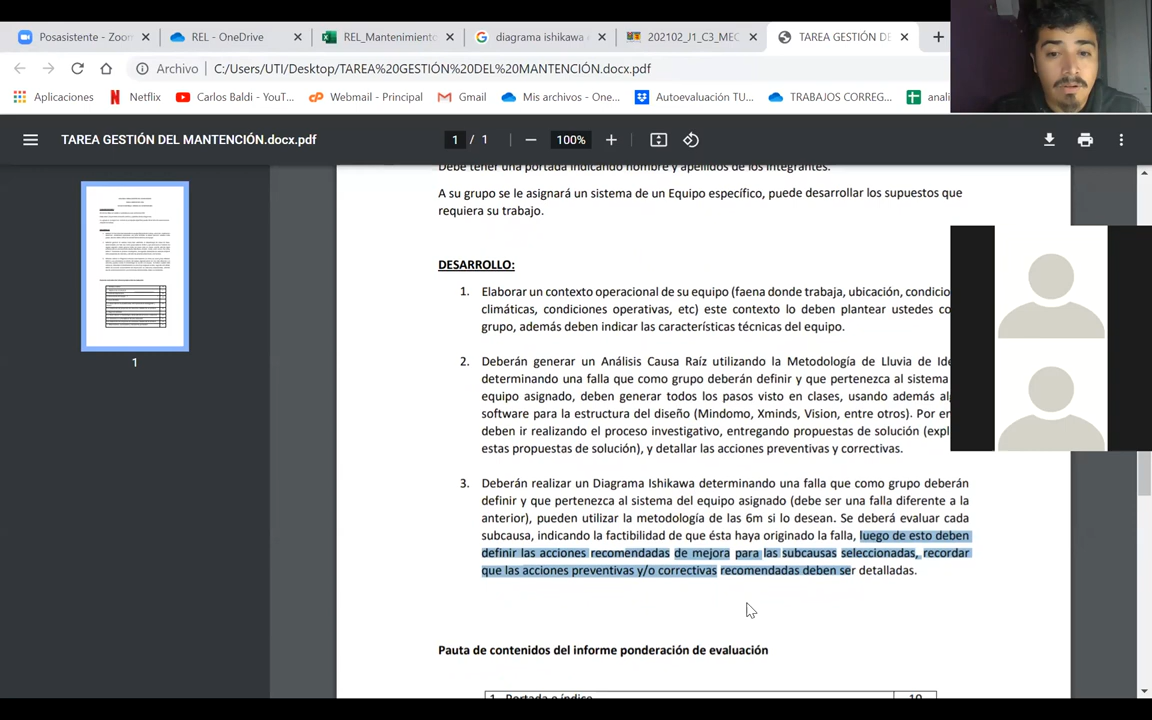 Posasistente - Zoom
REL - OneDrive
REL_Mantenimiento
diagrama ishikawa
202102_J1_C3_MEC
TAREA GESTIÓN DE
Archivo C:/Users/UTI/Desktop/TAREA%20GESTIÓN%20DEL%20MANTENCIÓN.docx.pdf
Aplicaciones
Netflix
Carlos Baldi - YouT...
Webmail - Principal
Gmail
Mis archivos - One...
Autoevaluación TU...
TRABAJOS CORREG...
anali
TAREA GESTIÓN DEL MANTENCIÓN.docx.pdf
1 / 1
100%
1
Debe tener una portada indicando nombre y apellidos de los integrantes.
A su grupo se le asignará un sistema de un Equipo específico, puede desarrollar los supuestos que
requiera su trabajo.
DESARROLLO:
1. Elaborar un contexto operacional de su equipo (faena donde trabaja, ubicación, condicio
climáticas, condiciones operativas, etc) este contexto lo deben plantear ustedes co
grupo, además deben indicar las características técnicas del equipo.
2. Deberán generar un Análisis Causa Raíz utilizando la Metodología de Lluvia de Ide
determinando una falla que como grupo deberán definir y que pertenezca al sistema
equipo asignado, deben generar todos los pasos visto en clases, usando además al
software para la estructura del diseño (Mindomo, Xminds, Vision, entre otros). Por en
deben ir realizando el proceso investigativo, entregando propuestas de solución (expl
estas propuestas de solución), y detallar las acciones preventivas y correctivas.
3. Deberán realizar un Diagrama Ishikawa determinando una falla que como grupo deberán
definir y que pertenezca al sistema del equipo asignado (debe ser una falla diferente a la
anterior), pueden utilizar la metodología de las 6m si lo desean. Se deberá evaluar cada
subcausa, indicando la factibilidad de que ésta haya originado la falla, luego de esto deben
definir las acciones recomendadas de mejora para las subcausas seleccionadas, recordar
que las acciones preventivas y/o correctivas recomendadas deben ser detalladas.
Pauta de contenidos del informe ponderación de evaluación
1. Portada e índice 10